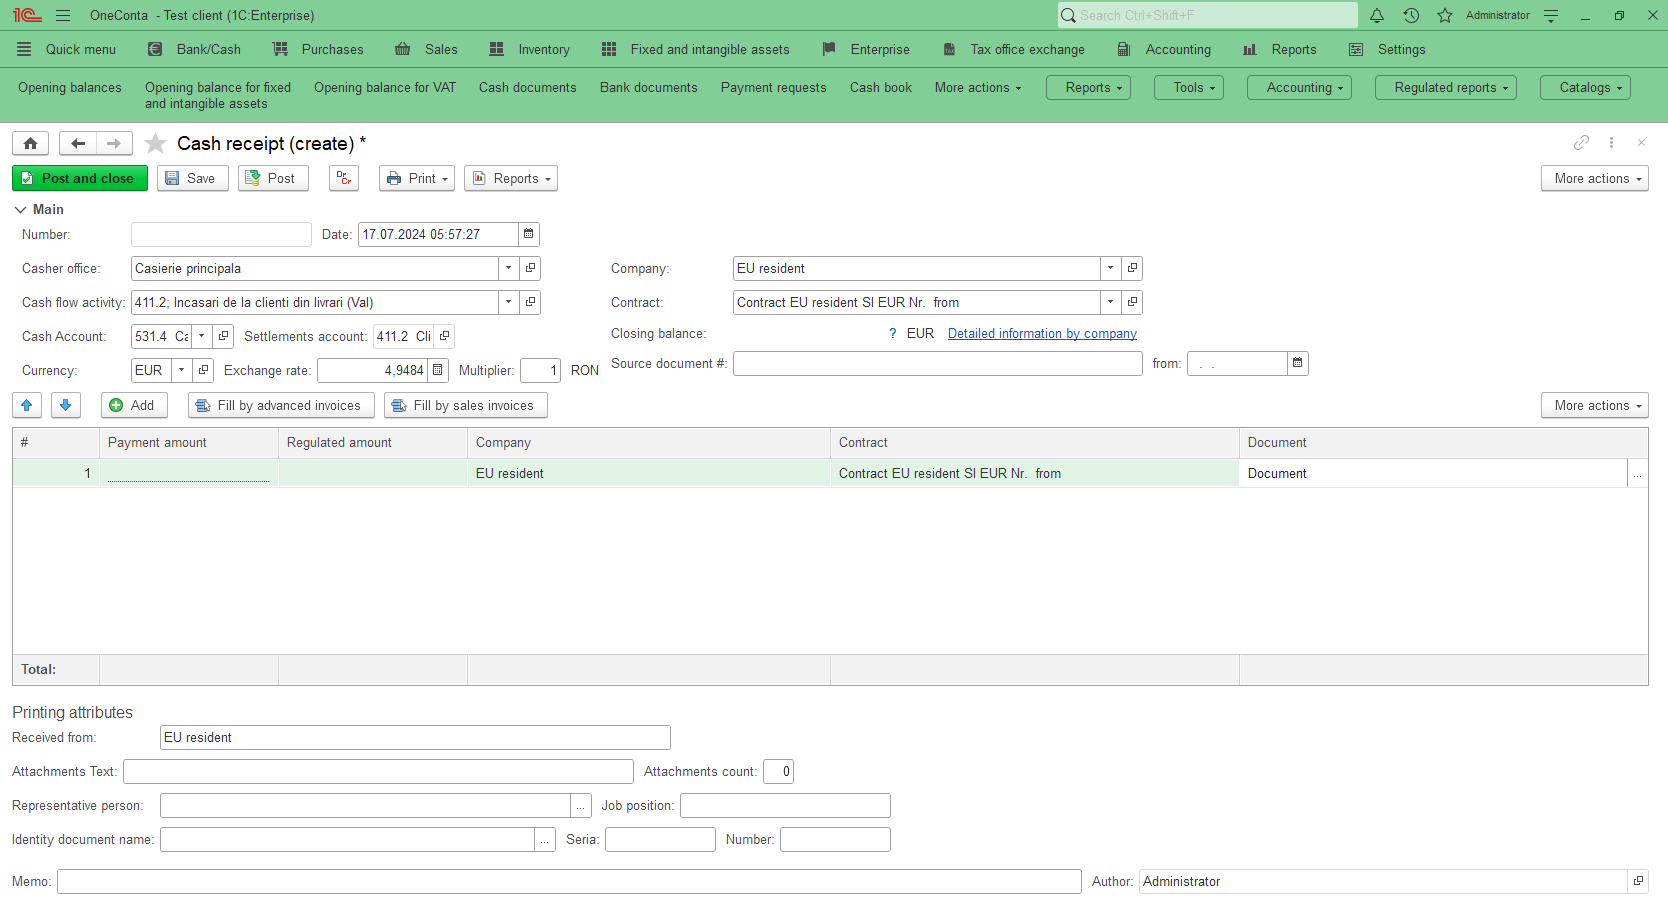 OneConta - Test client (1C:Enterprise)
Search Ctrl+Shift+F
Administrator
Quick menu
Bank/Cash
Purchases
Sales
Inventory
Fixed and intangible assets
Enterprise
Tax office exchange
Accounting
Reports
Settings
Opening balances
Opening balance for fixed
and intangible assets
Opening balance for VAT
Cash documents
Bank documents
Payment requests
Cash book
More actions
Reports
Tools
Accounting
Regulated reports
Catalogs
Cash receipt (create) *
Post and close
Save
Post
Dr
Cr
Print
Reports
More actions
Main
Number:
Date: 17.07.2024 05:57:27
Casher office: Casierie principala
Company: EU resident
Cash flow activity: 411.2; Incasari de la clienti din livrari (Val)
Contract: Contract EU resident SI EUR Nr. from
Cash Account: 531.4 Ca
Settlements account: 411.2 Cli
Closing balance: ? EUR Detailed information by company
Currency: EUR
Exchange rate: 4,9484
Multiplier: 1 RON
Source document #:
from: . .
Add
Fill by advanced invoices
Fill by sales invoices
More actions
# Payment amount Regulated amount Company Contract Document
1 EU resident Contract EU resident SI EUR Nr. from Document ...
Total:
Printing attributes
Received from: EU resident
Attachments Text:
Attachments count: 0
Representative person: ...
Job position:
Identity document name: ...
Seria:
Number:
Memo:
Author: Administrator